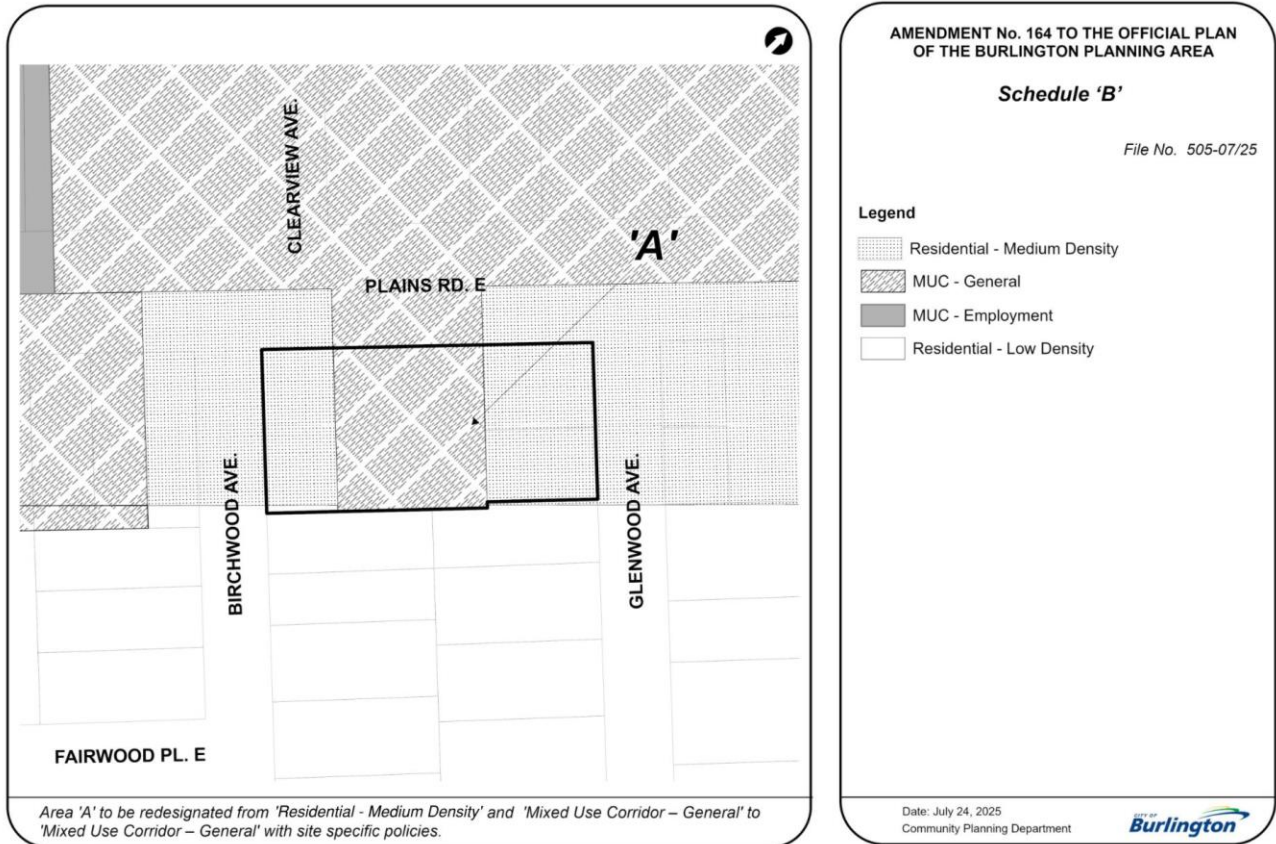 CLEARVIEW AVE.
'A'
PLAINS RD. E
BIRCHWOOD AVE.
GLENWOOD AVE.
FAIRWOOD PL. E
Area 'A' to be redesignated from 'Residential - Medium Density' and 'Mixed Use Corridor – General' to
'Mixed Use Corridor – General' with site specific policies.
AMENDMENT No. 164 TO THE OFFICIAL PLAN
OF THE BURLINGTON PLANNING AREA
Schedule ‘B’
File No. 505-07/25
Legend
Residential - Medium Density
MUC - General
MUC - Employment
Residential - Low Density
Date: July 24, 2025
Community Planning Department
CITY OF
Burlington